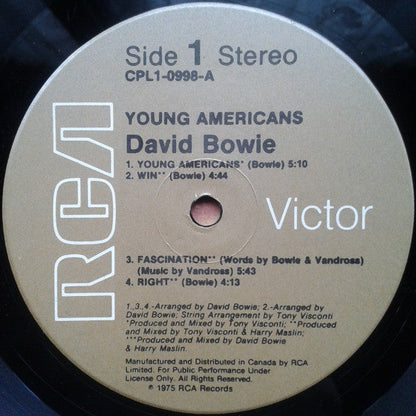 Side 1 Stereo
CPL1-0998-A
YOUNG AMERICANS
David Bowie
1. YOUNG AMERICANS* (Bowie) 5:10
2. WIN** (Bowie) 4:44
RCA
Victor
3. FASCINATION** (Words by Bowie & Vandross)
(Music by Vandross) 5:43
4. RIGHT** (Bowie) 4:13
1.,3.,4.-Arranged by David Bowie; 2.-Arranged by
David Bowie; String Arrangement by Tony Visconti
*Produced and Mixed by Tony Visconti; **Produced
and Mixed by Tony Visconti & Harry Maslin;
***Produced and Mixed by David Bowie
& Harry Maslin.
Manufactured and Distributed in Canada by RCA
Limited. For Public Performance Under
License Only. All Rights Reserved.
℗ 1975 RCA Records